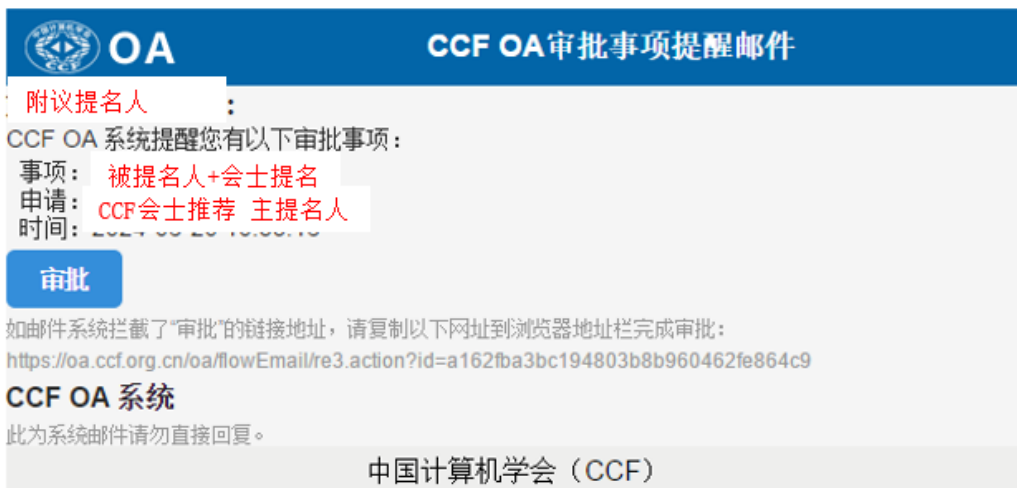 OA CCF OA审批事项提醒邮件
附议提名人 :
CCF OA 系统提醒您有以下审批事项:
事项: 被提名人+会士提名
申请: CCF会士推荐 主提名人
时间:
审批
如邮件系统拦截了“审批”的链接地址，请复制以下网址到浏览器地址栏完成审批:
https://oa.ccf.org.cn/oa/flowEmail/re3.action?id=a162fba3bc194803b8b960462fe864c9
CCF OA 系统
此为系统邮件请勿直接回复。
中国计算机学会（CCF）